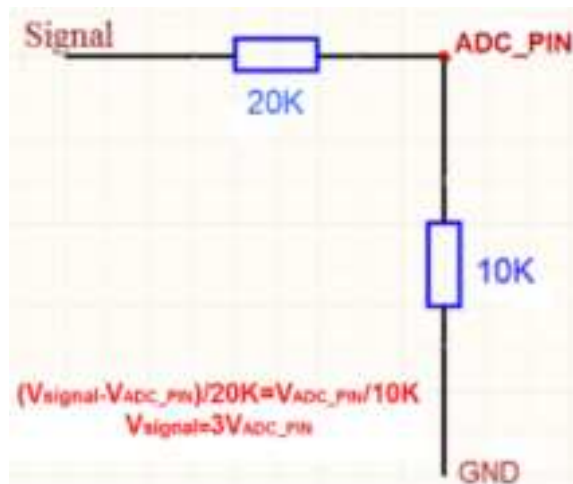 Signal
ADC_PIN
20K
10K
(Vsignal-VADC_PIN)/20K=VADC_PIN/10K
Vsignal=3VADC_PIN
GND